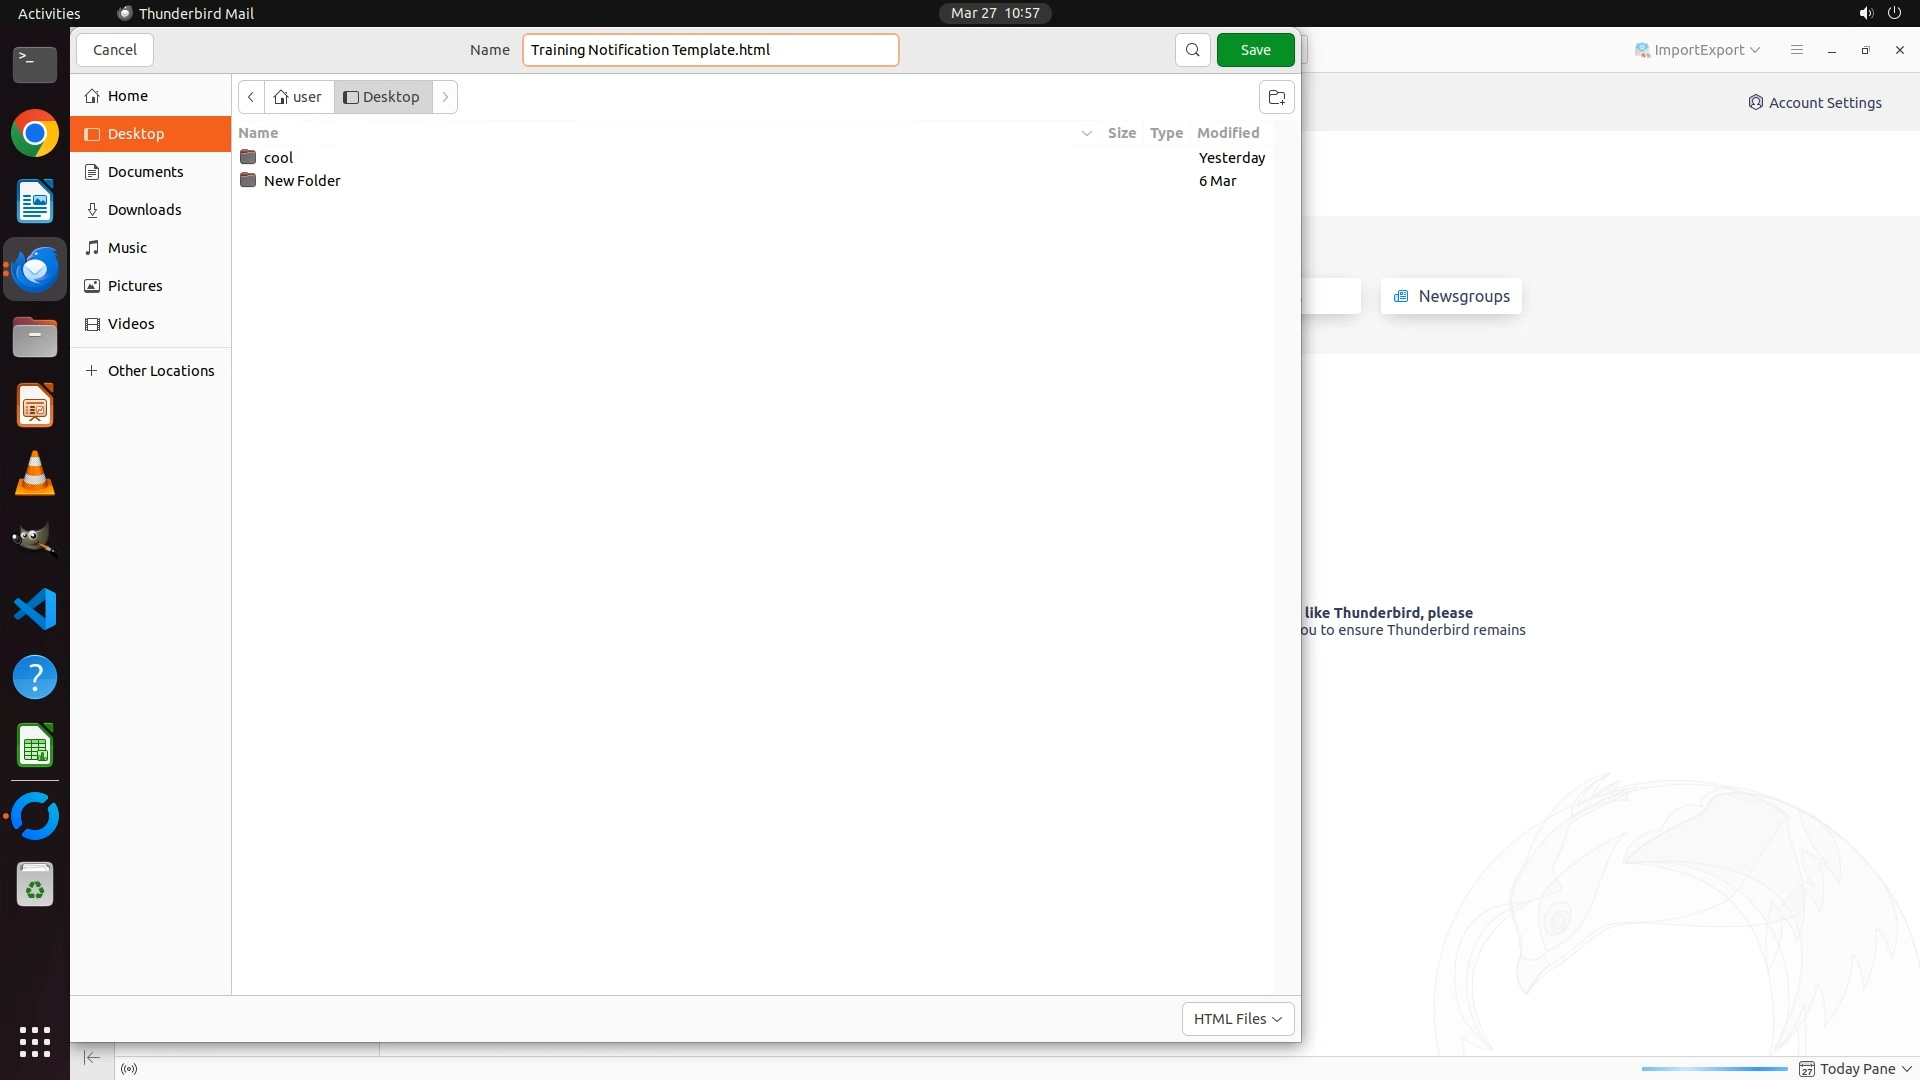 Activities
Thunderbird Mail
Mar 27 10:57
Cancel
Name
Training Notification Template.html
Save
ImportExport
Home
Desktop
Documents
Downloads
Music
Pictures
Videos
Other Locations
user
Desktop
Account Settings
Name
Size
Type
Modified
cool
Yesterday
New Folder
6 Mar
Newsgroups
like Thunderbird, please
ou to ensure Thunderbird remains
HTML Files
27
Today Pane